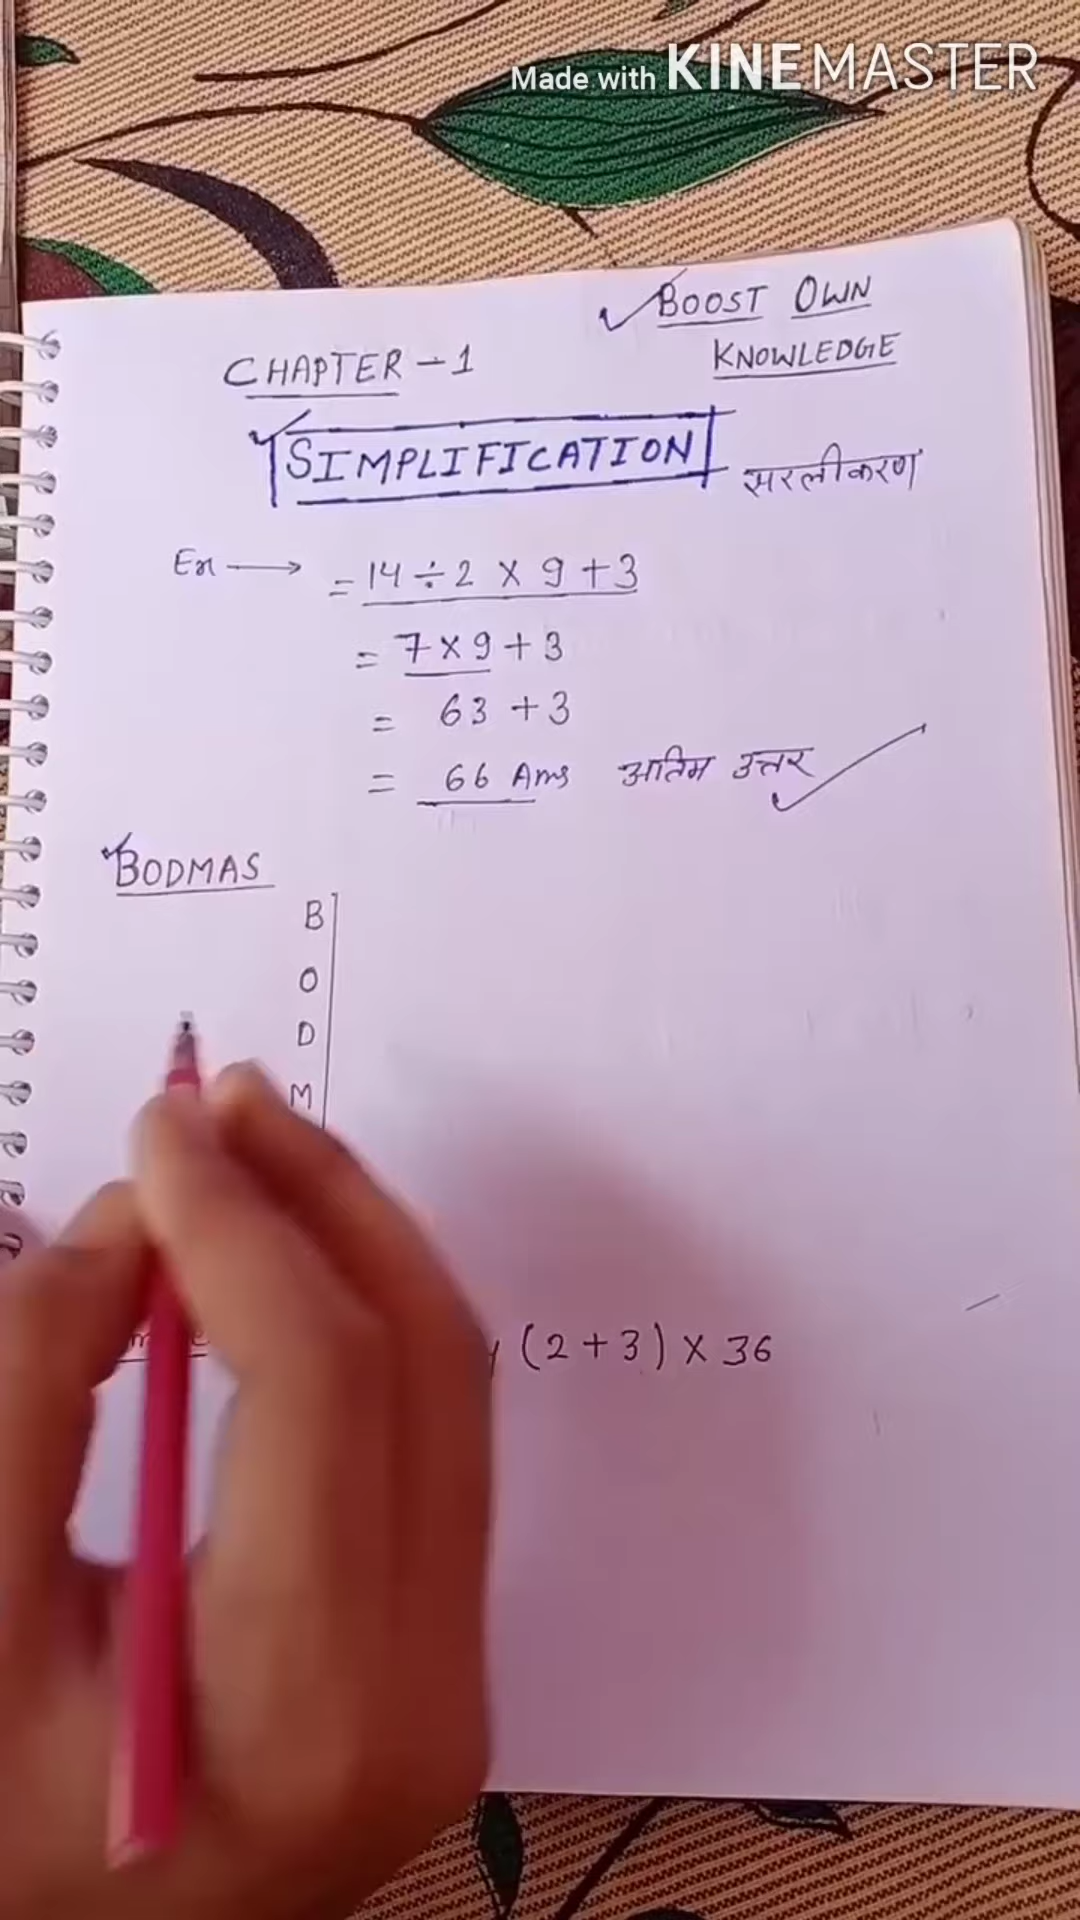 Made with KINEMASTER
BOOST OWN
KNOWLEDGE
CHAPTER - 1
SIMPLIFICATION
सरलीकरण
Ex → = 14 ÷ 2 × 9 + 3
= 7 × 9 + 3
= 63 + 3
= 66 Ans अतिम उत्तर
BODMAS
B
O
D
M
(2 + 3) × 36